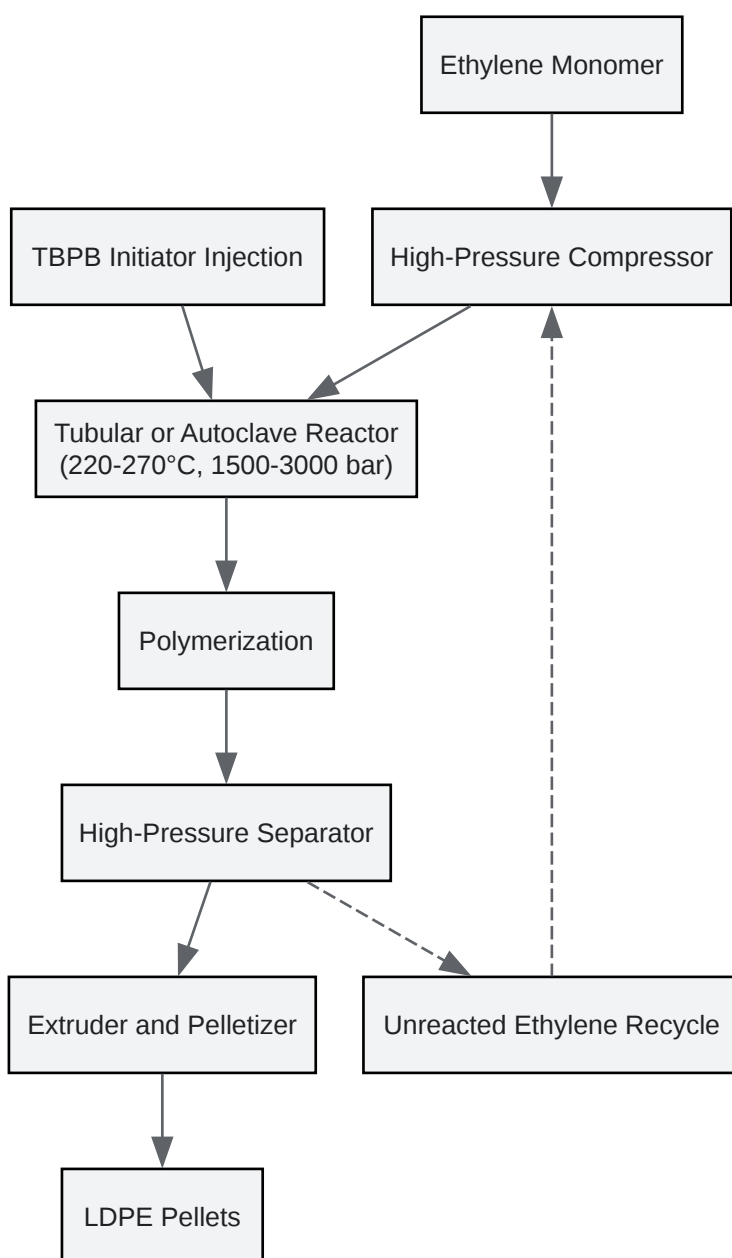 Ethylene Monomer
TBPB Initiator Injection
High-Pressure Compressor
Tubular or Autoclave Reactor
(220-270°C, 1500-3000 bar)
Polymerization
High-Pressure Separator
Extruder and Pelletizer
Unreacted Ethylene Recycle
LDPE Pellets